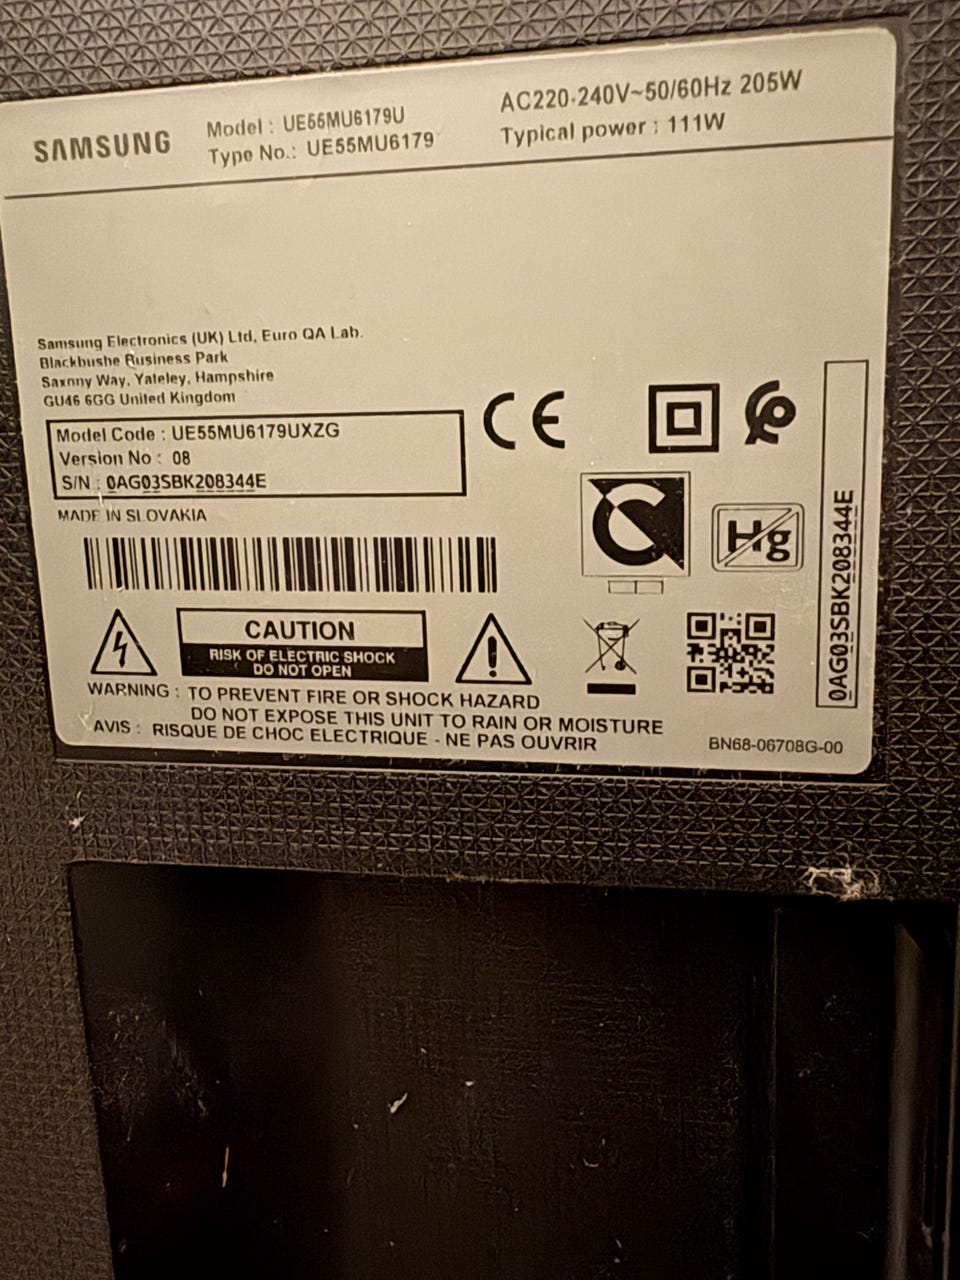 SAMSUNG
Model : UE55MU6179U
Type No.: UE55MU6179
AC220-240V~50/60Hz 205W
Typical power : 111W
Samsung Electronics (UK) Ltd, Euro QA Lab.
Blackbushe Business Park
Saxony Way, Yateley, Hampshire
GU46 6GG United Kingdom
Model Code : UE55MU6179UXZG
Version No : 08
S/N : 0AG03SBK208344E
MADE IN SLOVAKIA
CE
Hg
0AG03SBK208344E
CAUTION
RISK OF ELECTRIC SHOCK
DO NOT OPEN
WARNING : TO PREVENT FIRE OR SHOCK HAZARD
DO NOT EXPOSE THIS UNIT TO RAIN OR MOISTURE
AVIS : RISQUE DE CHOC ELECTRIQUE - NE PAS OUVRIR
BN68-06708G-00